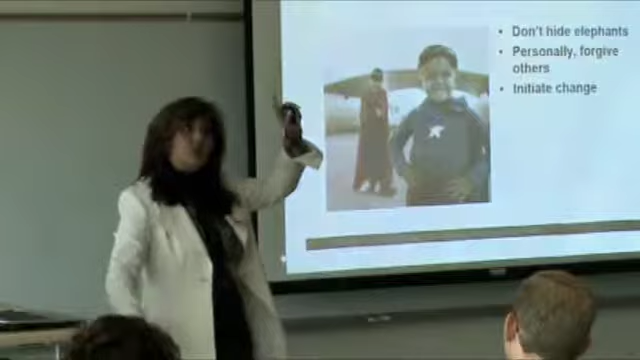 Don't hide elephants
Personally, forgive
others
Initiate change